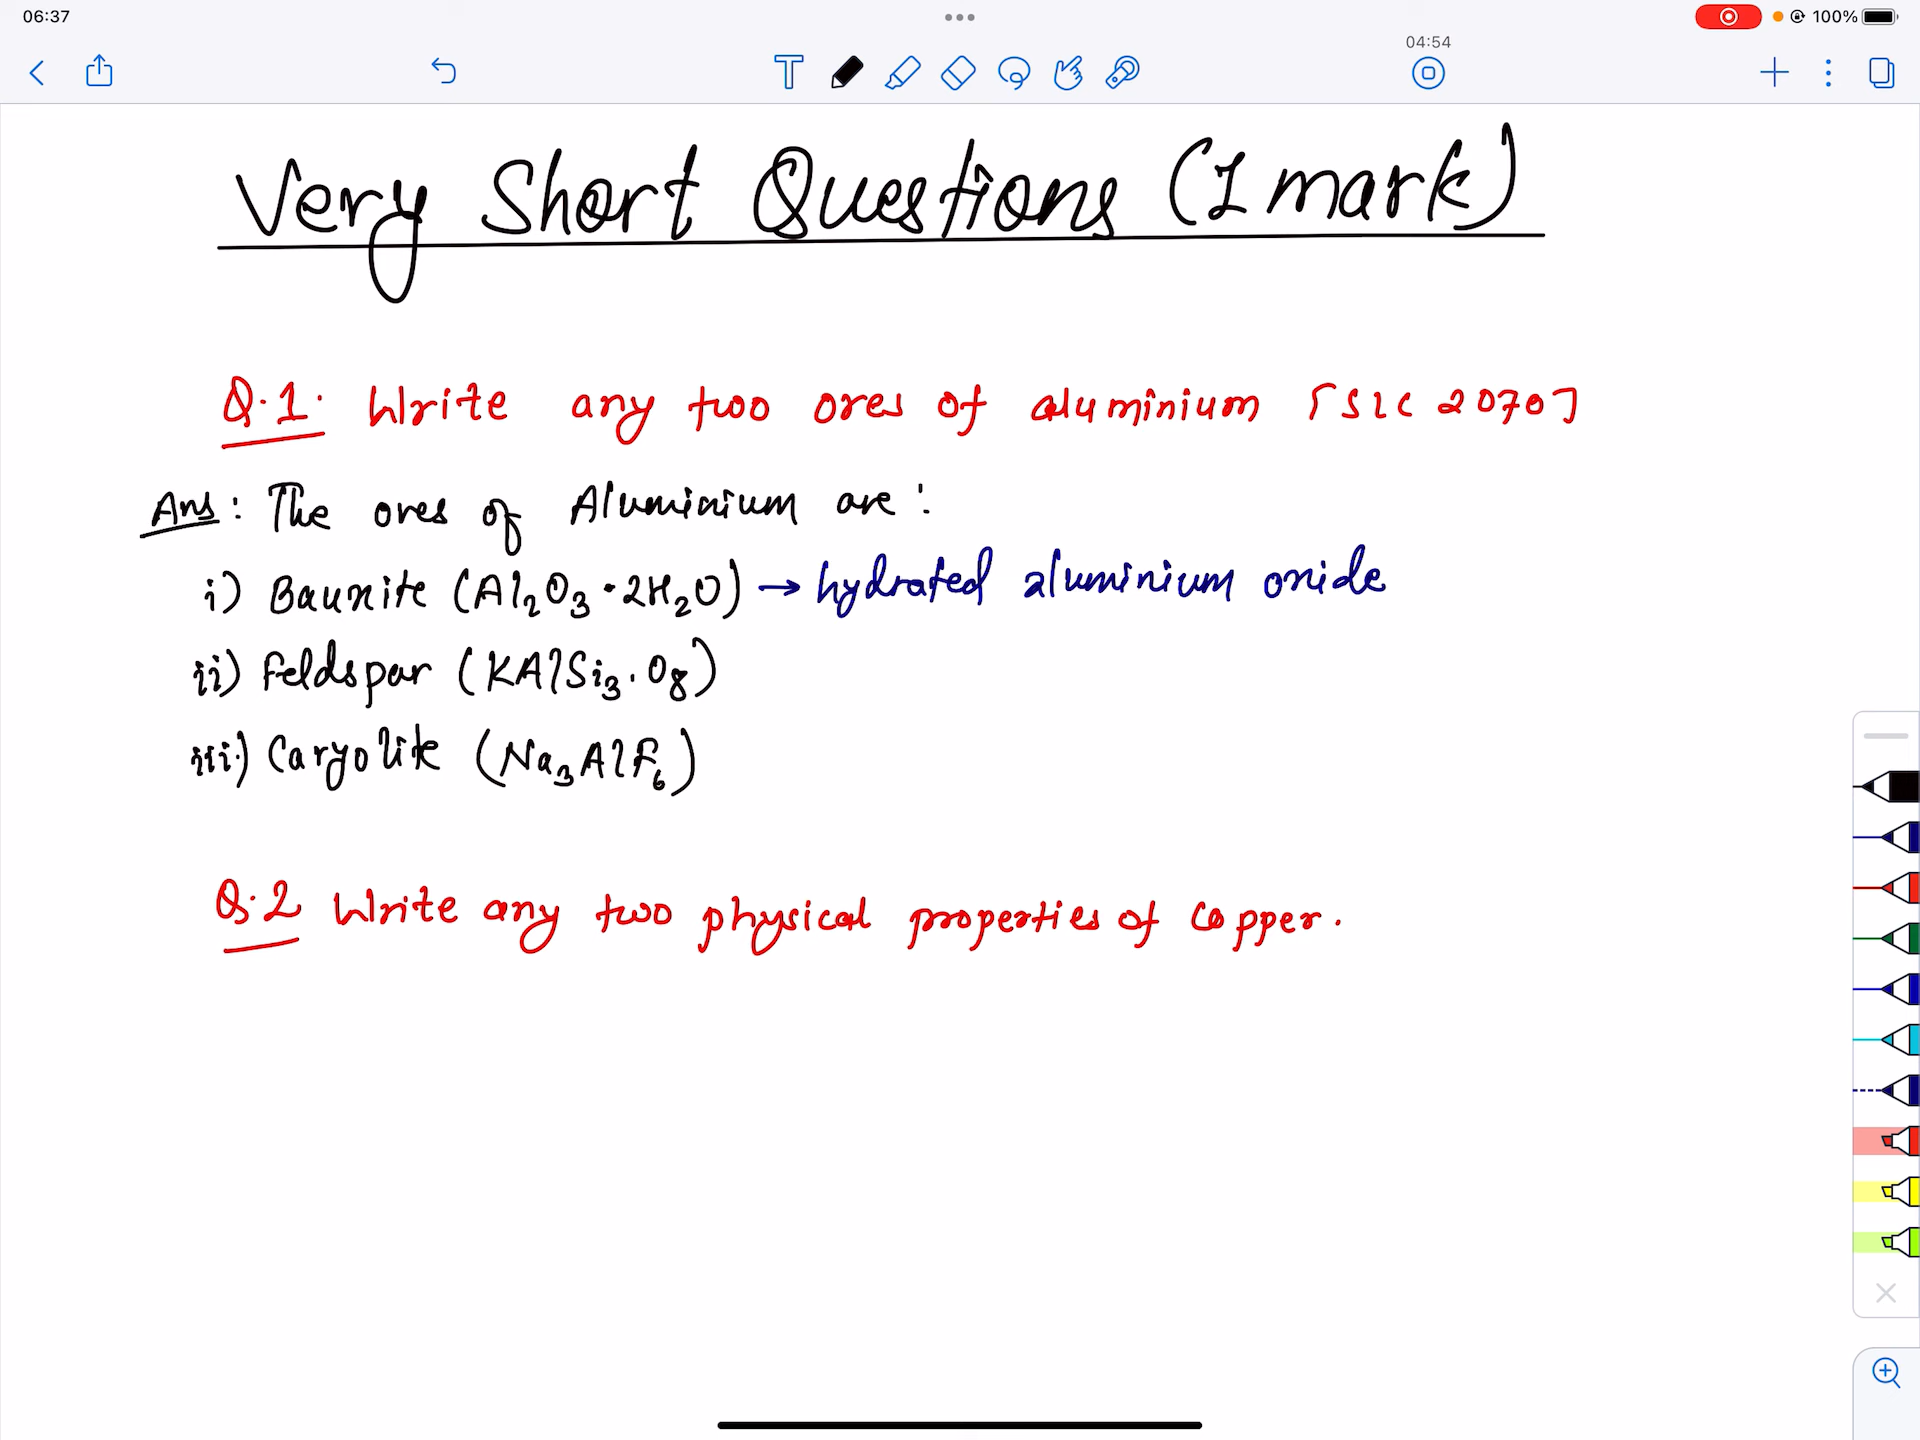 06:37
100%
04:54
T
Very Short Questions (1 mark)
Q.1. Write any two ores of aluminium [SLC 2070]
Ans: The ores of Aluminium are:
i) Bauxite (Al₂O₃·2H₂O) → hydrated aluminium oxide
ii) Feldspar (KAlSi₃.O₈)
iii) Caryolite (Na₃AlF₆)
Q.2 Write any two physical properties of copper.